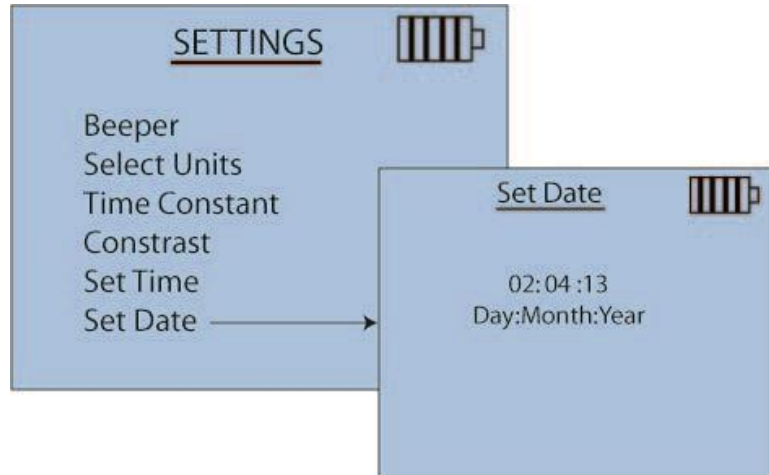 SETTINGS
Beeper
Select Units
Time Constant
Constrast
Set Time
Set Date
Set Date
02:04 :13
Day:Month:Year